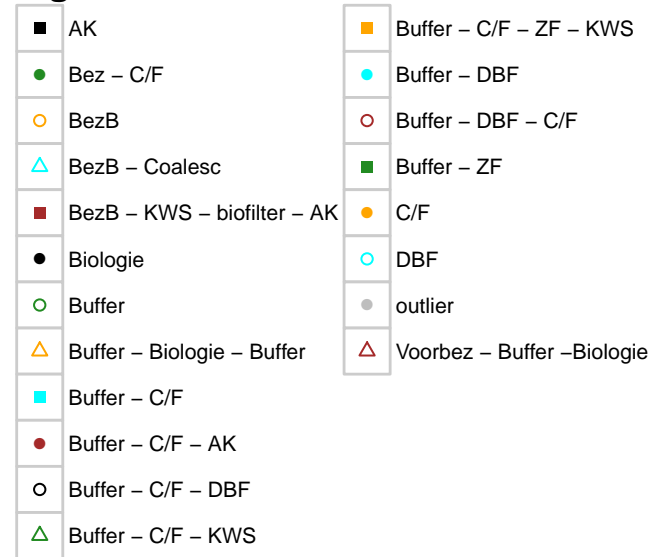 AK
Bez – C/F
BezB
BezB – Coalesc
BezB – KWS – biofilter – AK
Biologie
Buffer
Buffer – Biologie – Buffer
Buffer – C/F
Buffer – C/F – AK
Buffer – C/F – DBF
Buffer – C/F – KWS
Buffer – C/F – ZF – KWS
Buffer – DBF
Buffer – DBF – C/F
Buffer – ZF
C/F
DBF
outlier
Voorbez – Buffer –Biologie